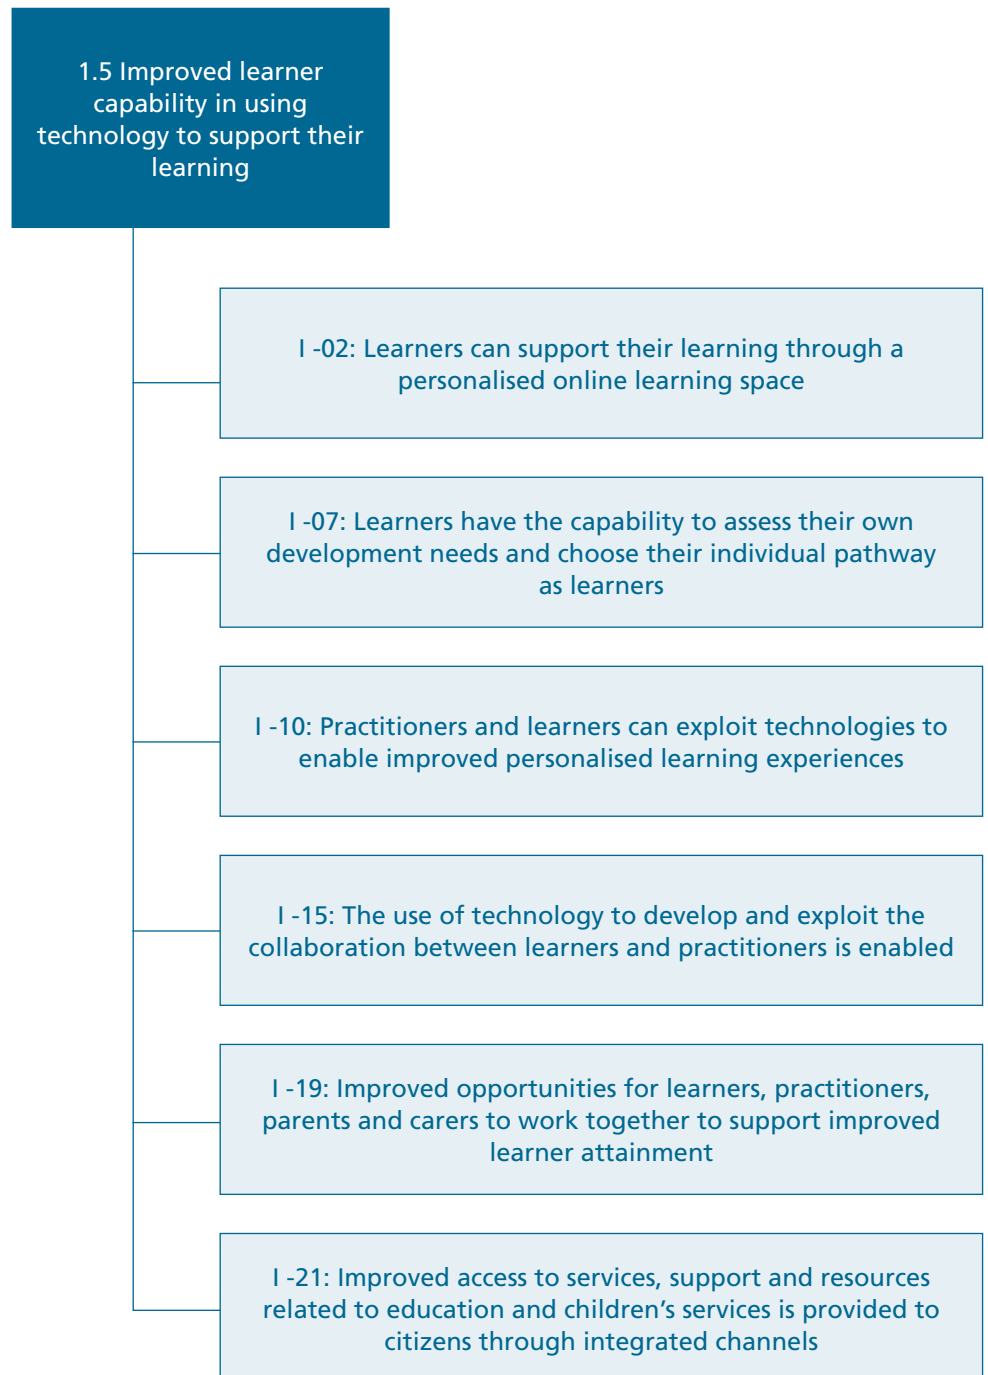 1.5 Improved learner
capability in using
technology to support their
learning
I -02: Learners can support their learning through a
personalised online learning space
I -07: Learners have the capability to assess their own
development needs and choose their individual pathway
as learners
I -10: Practitioners and learners can exploit technologies to
enable improved personalised learning experiences
I -15: The use of technology to develop and exploit the
collaboration between learners and practitioners is enabled
I -19: Improved opportunities for learners, practitioners,
parents and carers to work together to support improved
learner attainment
I -21: Improved access to services, support and resources
related to education and children’s services is provided to
citizens through integrated channels